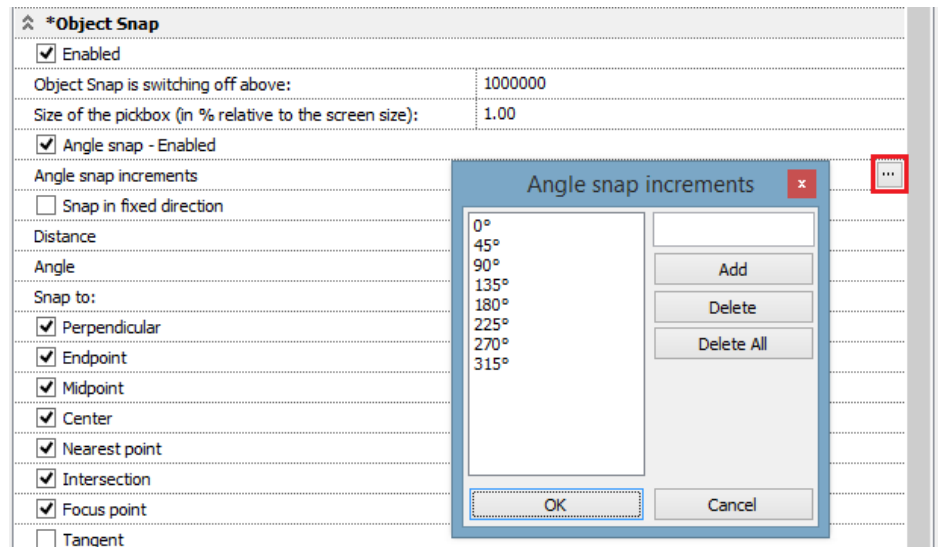 *Object Snap
Enabled
Object Snap is switching off above: 1000000
Size of the pickbox (in % relative to the screen size): 1.00
Angle snap - Enabled
Angle snap increments ...
Snap in fixed direction
Distance
Angle
Snap to:
Perpendicular
Endpoint
Midpoint
Center
Nearest point
Intersection
Focus point
Tangent
Angle snap increments x
0°
45°
90°
135°
180°
225°
270°
315°
Add
Delete
Delete All
OK Cancel